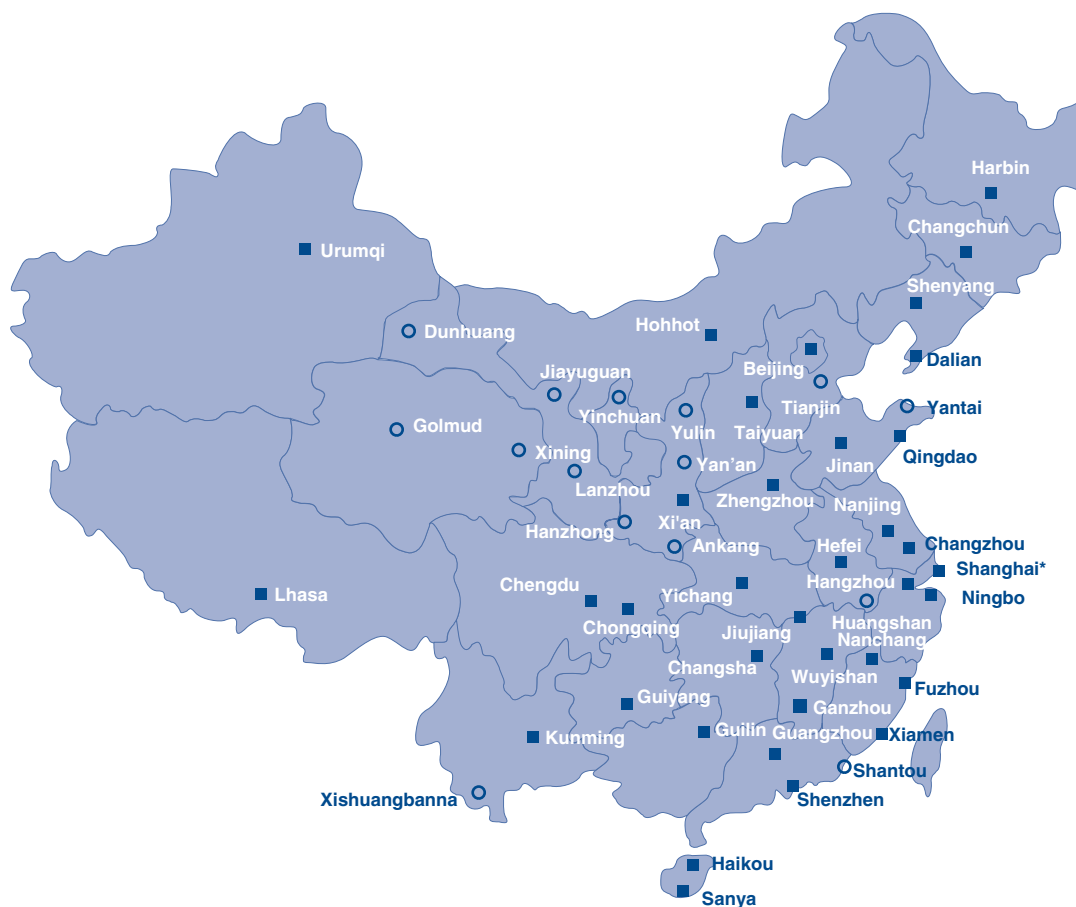 Harbin
Changchun
Urumqi
Shenyang
Hohhot
Dunhuang
Dalian
Beijing
Jiayuguan
Tianjin
Yantai
Yinchuan
Golmud
Yulin
Taiyuan
Xining
Qingdao
Jinan
Yan’an
Lanzhou
Zhengzhou
Nanjing
Xi'an
Hanzhong
Ankang
Hefei
Changzhou
Shanghai*
Hangzhou
Chengdu
Lhasa
Yichang
Ningbo
Huangshan
Chongqing
Jiujiang
Nanchang
Changsha
Wuyishan
Fuzhou
Guiyang
Ganzhou
Guilin
Guangzhou
Xiamen
Kunming
Shantou
Xishuangbanna
Shenzhen
Haikou
Sanya